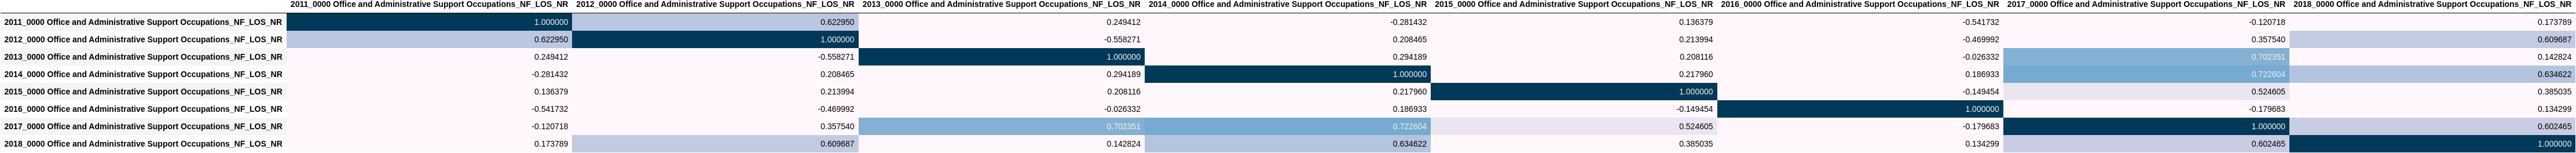 2011_0000 Office and Administrative Support Occupations_NF_LOS_NR 2012_0000 Office and Administrative Support Occupations_NF_LOS_NR 2013_0000 Office and Administrative Support Occupations_NF_LOS_NR 2014_0000 Office and Administrative Support Occupations_NF_LOS_NR 2015_0000 Office and Administrative Support Occupations_NF_LOS_NR 2016_0000 Office and Administrative Support Occupations_NF_LOS_NR 2017_0000 Office and Administrative Support Occupations_NF_LOS_NR 2018_0000 Office and Administrative Support Occupations_NF_LOS_NR
2011_0000 Office and Administrative Support Occupations_NF_LOS_NR 1.000000 0.622950 0.249412 -0.281432 0.136379 -0.541732 -0.120718 0.173789
2012_0000 Office and Administrative Support Occupations_NF_LOS_NR 0.622950 1.000000 -0.558271 0.208465 0.213994 -0.469992 0.357540 0.609687
2013_0000 Office and Administrative Support Occupations_NF_LOS_NR 0.249412 -0.558271 1.000000 0.294189 0.208116 -0.026332 0.702351 0.142824
2014_0000 Office and Administrative Support Occupations_NF_LOS_NR -0.281432 0.208465 0.294189 1.000000 0.217960 0.186933 0.722604 0.634622
2015_0000 Office and Administrative Support Occupations_NF_LOS_NR 0.136379 0.213994 0.208116 0.217960 1.000000 -0.149454 0.524605 0.385035
2016_0000 Office and Administrative Support Occupations_NF_LOS_NR -0.541732 -0.469992 -0.026332 0.186933 -0.149454 1.000000 -0.179683 0.134299
2017_0000 Office and Administrative Support Occupations_NF_LOS_NR -0.120718 0.357540 0.702351 0.722604 0.524605 -0.179683 1.000000 0.602465
2018_0000 Office and Administrative Support Occupations_NF_LOS_NR 0.173789 0.609687 0.142824 0.634622 0.385035 0.134299 0.602465 1.000000